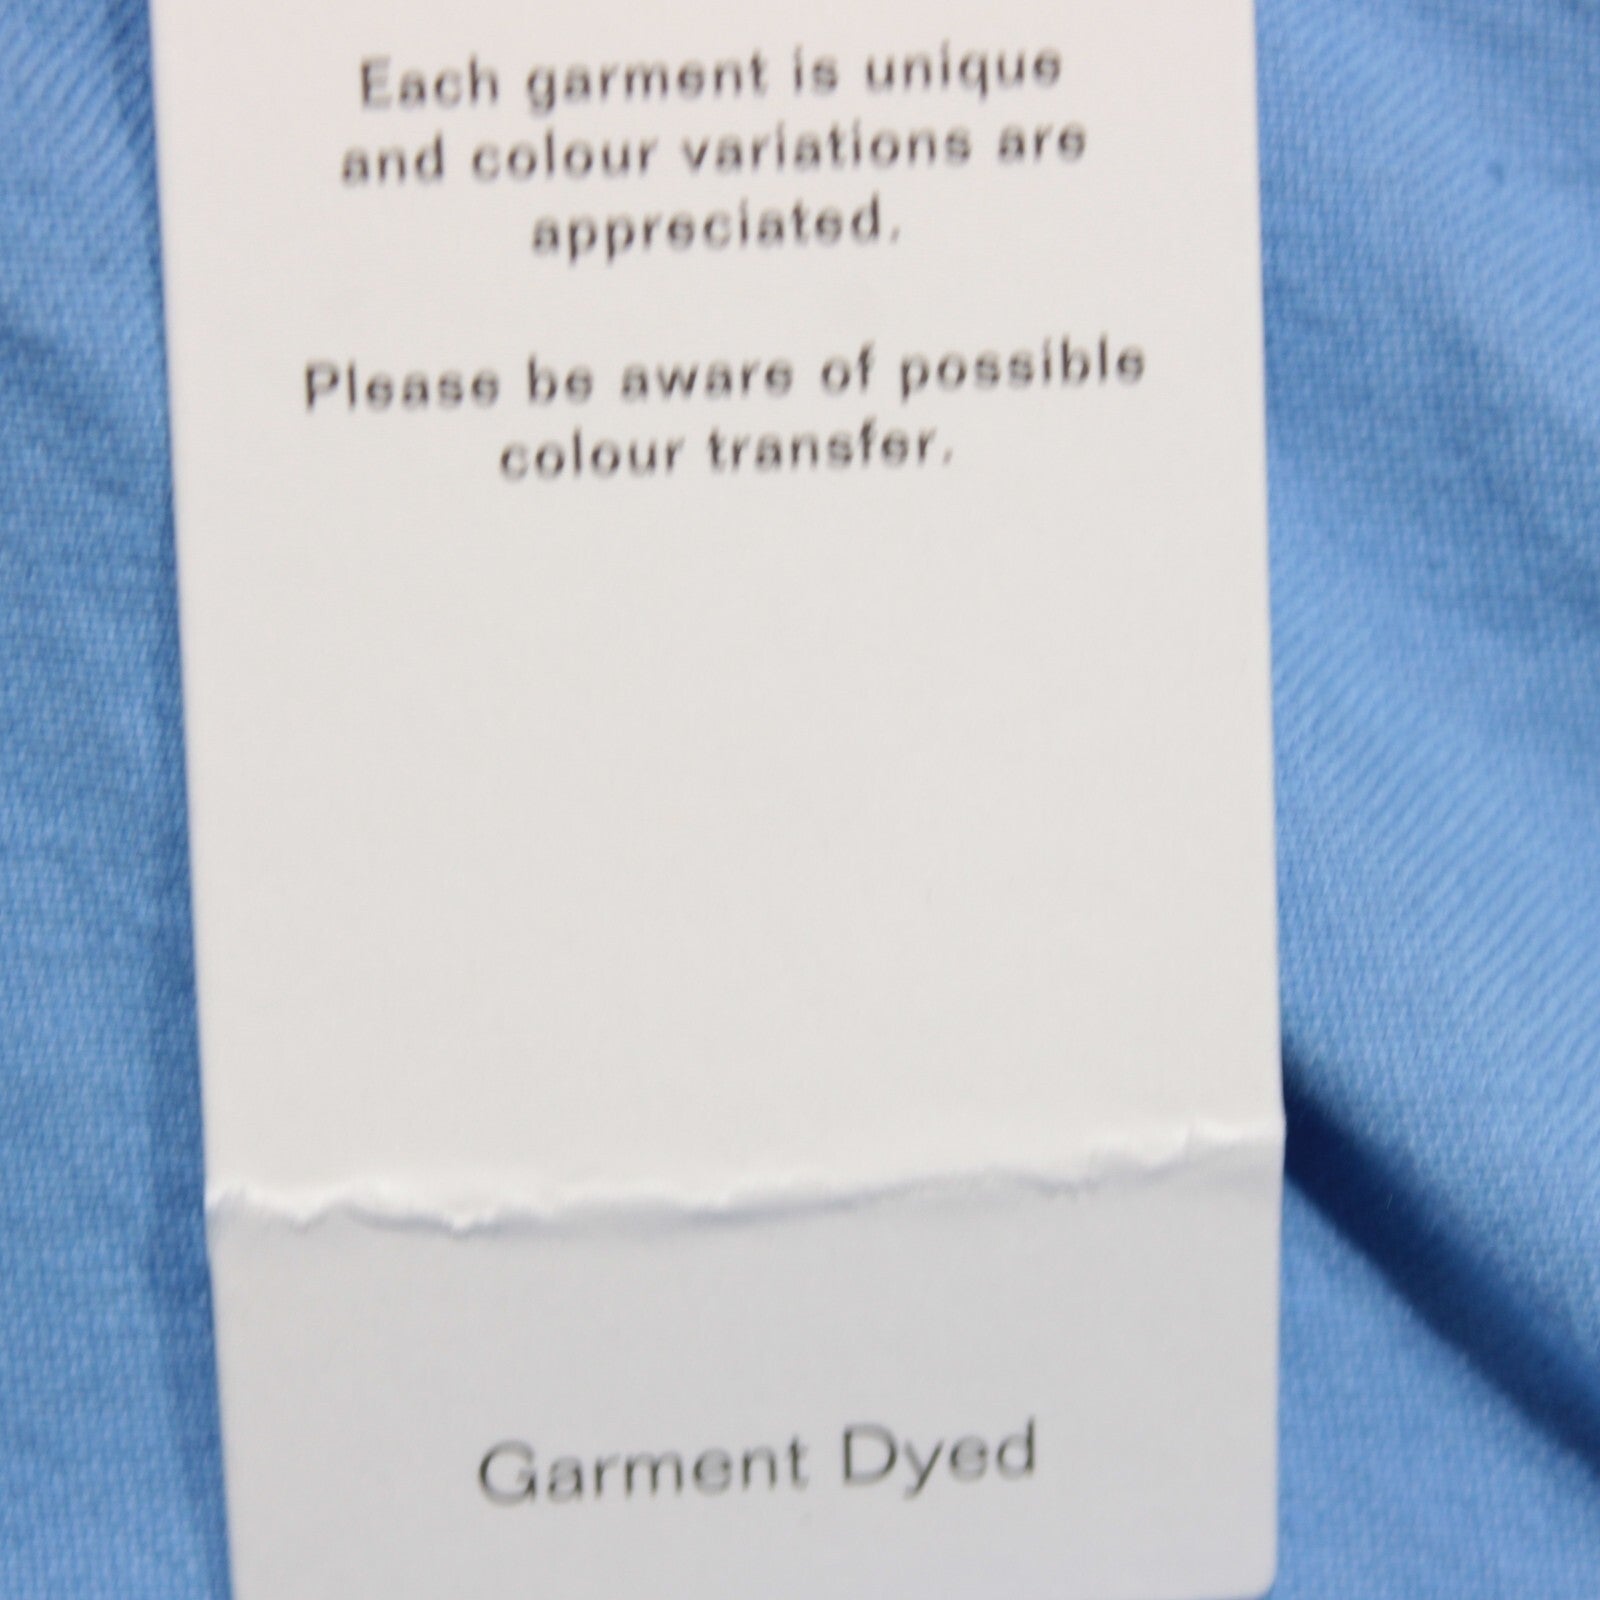 Each garment is unique
and colour variations are
appreciated.
Please be aware of possible
colour transfer.
Garment Dyed